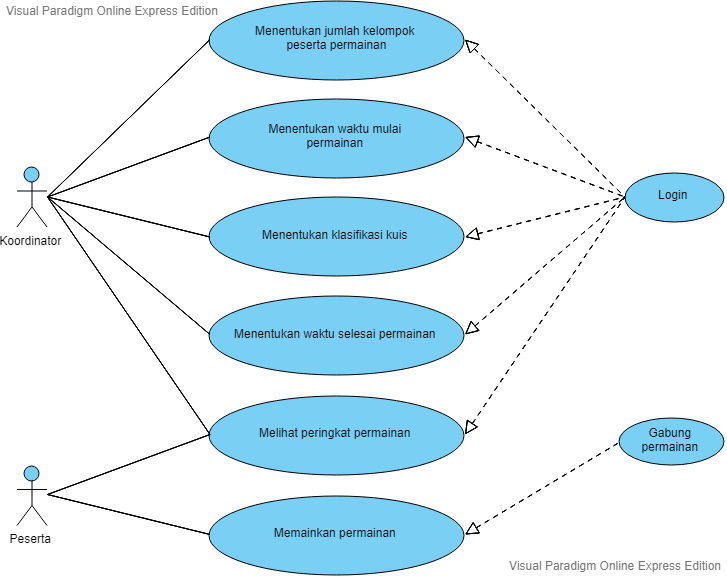 Visual Paradigm Online Express Edition
Menentukan jumlah kelompok
peserta permainan
Menentukan waktu mulai
permainan
Login
Koordinator
Menentukan klasifikasi kuis
Menentukan waktu selesai permainan
Melihat peringkat permainan
Gabung
permainan
Peserta
Memainkan permainan
Visual Paradigm Online Express Edition